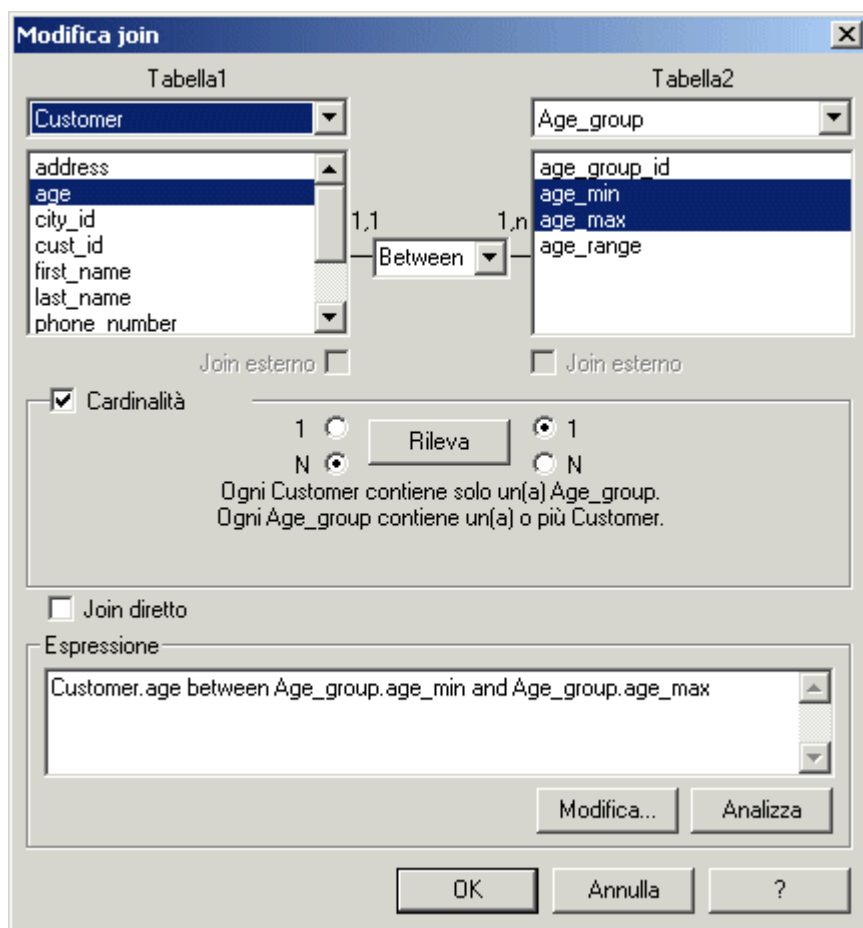 Modifica join
Tabella1 Tabella2
Customer Age_group
address age_group_id
age age_min
city_id 1,1 1,n age_max
cust_id Between age_range
first_name
last_name
phone_number
Join esterno Join esterno
Cardinalità
1 Rileva 1
N N
Ogni Customer contiene solo un(a) Age_group.
Ogni Age_group contiene un(a) o più Customer.
Join diretto
Espressione
Customer.age between Age_group.age_min and Age_group.age_max
Modifica... Analizza
OK Annulla ?